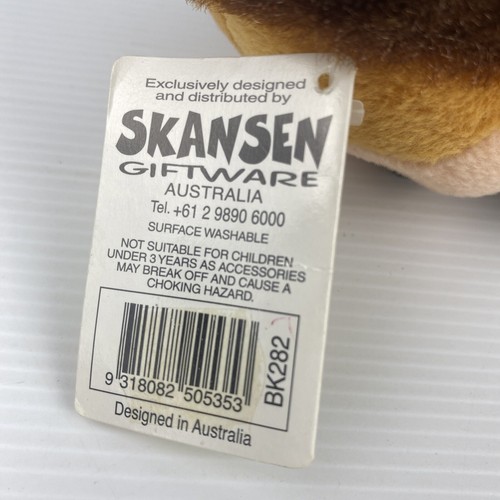 Exclusively designed
and distributed by
SKANSEN
GIFTWARE
AUSTRALIA
Tel. +61 2 9890 6000
SURFACE WASHABLE
NOT SUITABLE FOR CHILDREN
UNDER 3 YEARS AS ACCESSORIES
MAY BREAK OFF AND CAUSE A
CHOKING HAZARD.
9 318082 505353
BK282
Designed in Australia